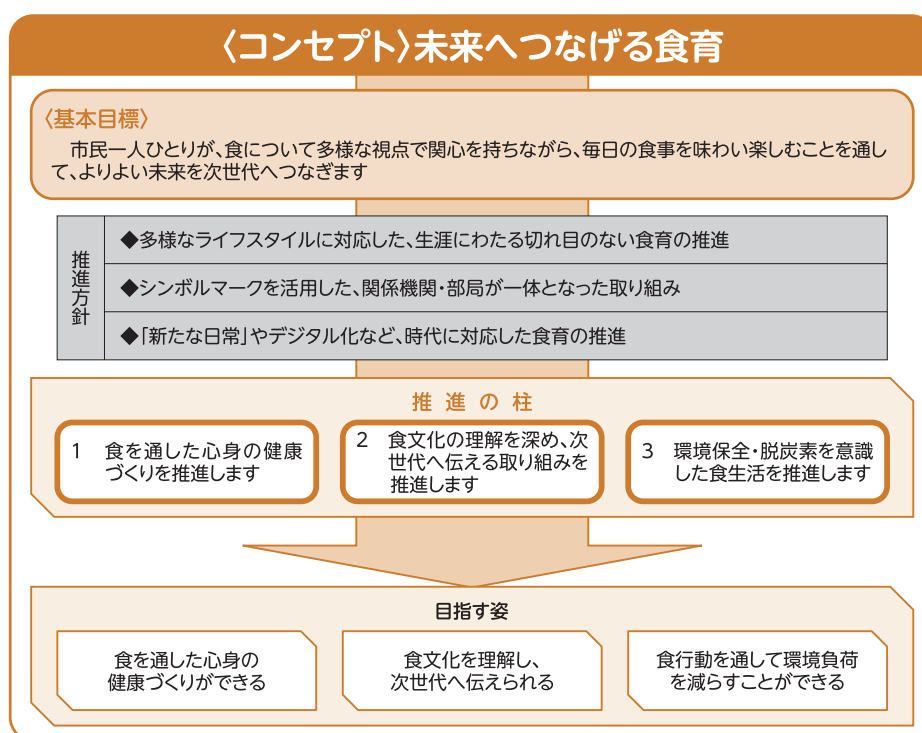 〈コンセプト〉未来へつなげる食育
〈基本目標〉
市民一人ひとりが、食について多様な視点で関心を持ちながら、毎日の食事を味わい楽しむことを通し
て、よりよい未来を次世代へつなぎます
推進方針
◆多様なライフスタイルに対応した、生涯にわたる切れ目のない食育の推進
◆シンボルマークを活用した、関係機関・部局が一体となった取り組み
◆「新たな日常」やデジタル化など、時代に対応した食育の推進
推進の柱
1 食を通した心身の健康
づくりを推進します
2 食文化の理解を深め、次
世代へ伝える取り組みを
推進します
3 環境保全・脱炭素を意識
した食生活を推進します
目指す姿
食を通した心身の
健康づくりができる
食文化を理解し、
次世代へ伝えられる
食行動を通して環境負荷
を減らすことができる